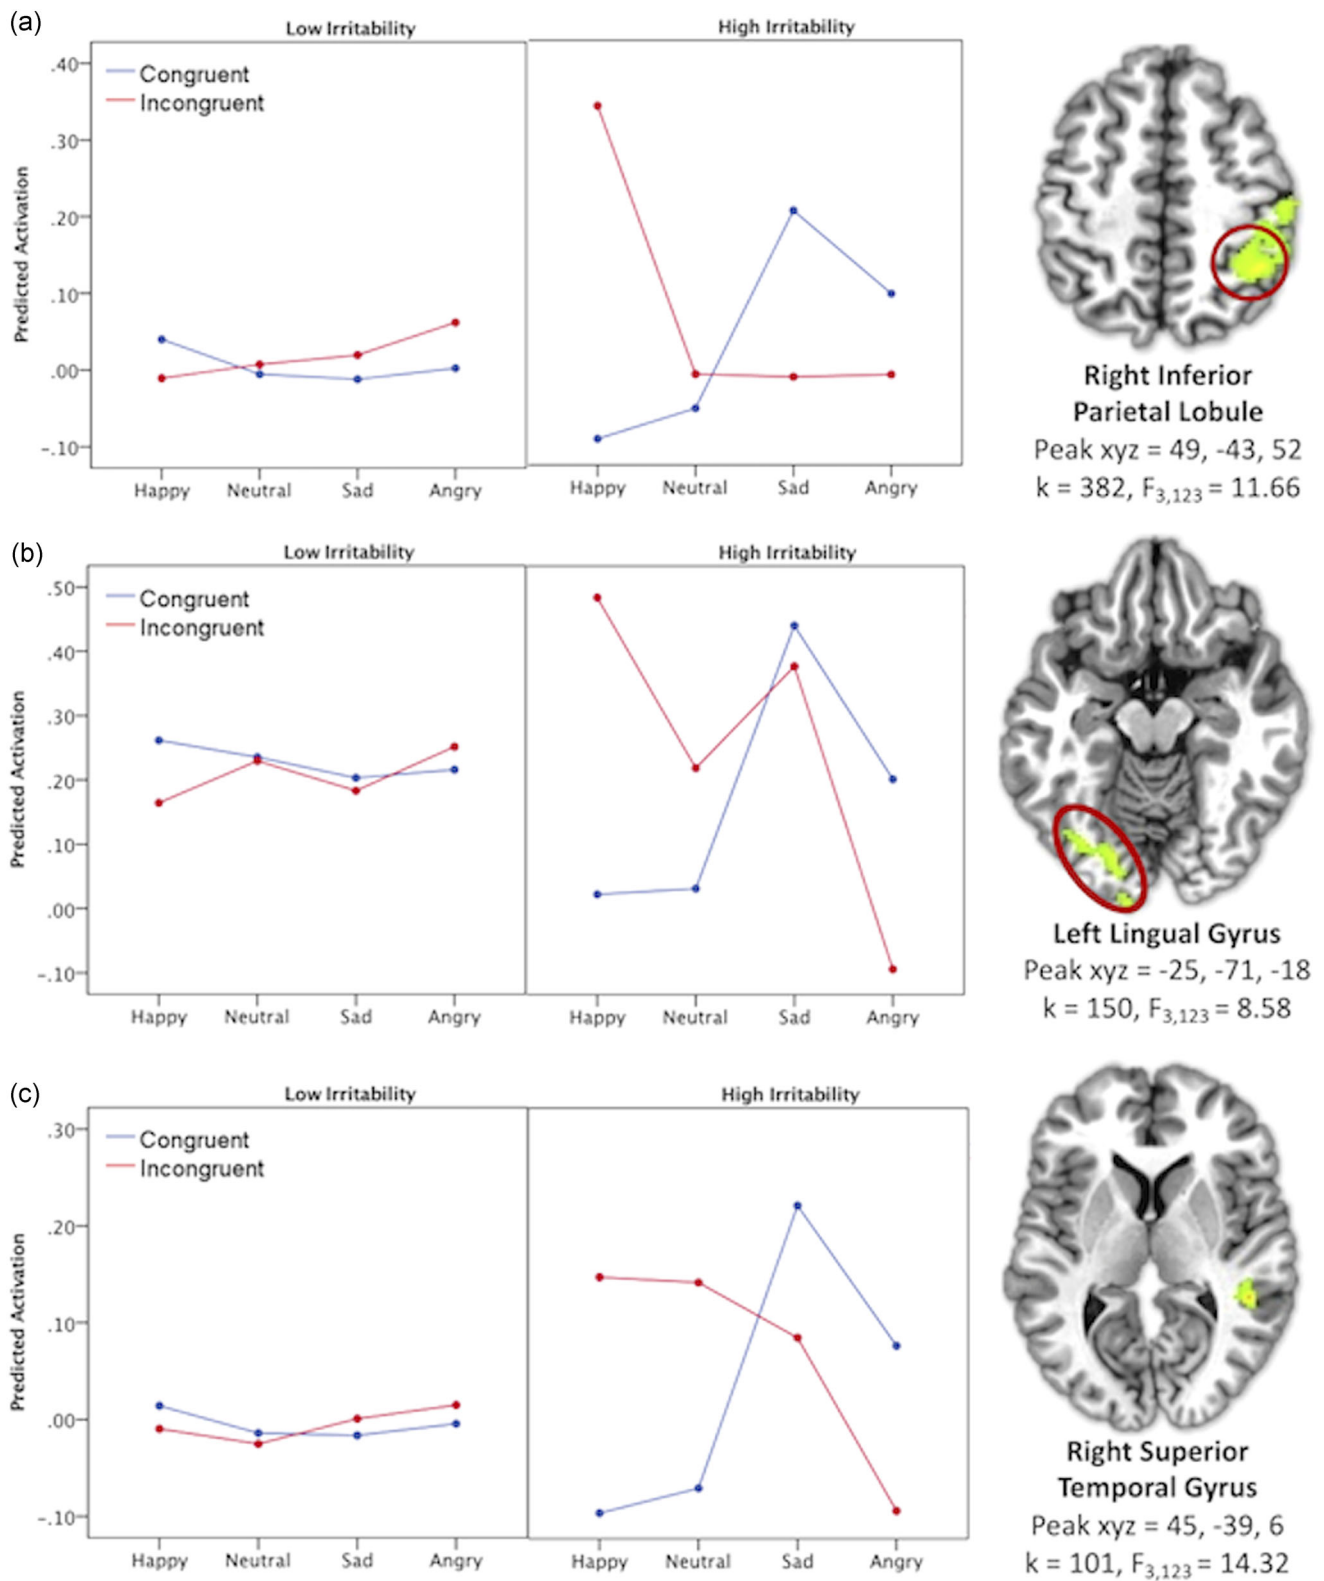 (a)
Low Irritability
High Irritability
Congruent
Incongruent
Predicted Activation
.40
.30
.20
.10
.00
-.10
Happy Neutral Sad Angry
Happy Neutral Sad Angry
Right Inferior
Parietal Lobule
Peak xyz = 49, -43, 52
k = 382, F3,123 = 11.66
(b)
Low Irritability
High Irritability
Congruent
Incongruent
Predicted Activation
.50
.40
.30
.20
.10
.00
-.10
Happy Neutral Sad Angry
Happy Neutral Sad Angry
Left Lingual Gyrus
Peak xyz = -25, -71, -18
k = 150, F3,123 = 8.58
(c)
Low Irritability
High Irritability
Congruent
Incongruent
Predicted Activation
.30
.20
.10
.00
-.10
Happy Neutral Sad Angry
Happy Neutral Sad Angry
Right Superior
Temporal Gyrus
Peak xyz = 45, -39, 6
k = 101, F3,123 = 14.32